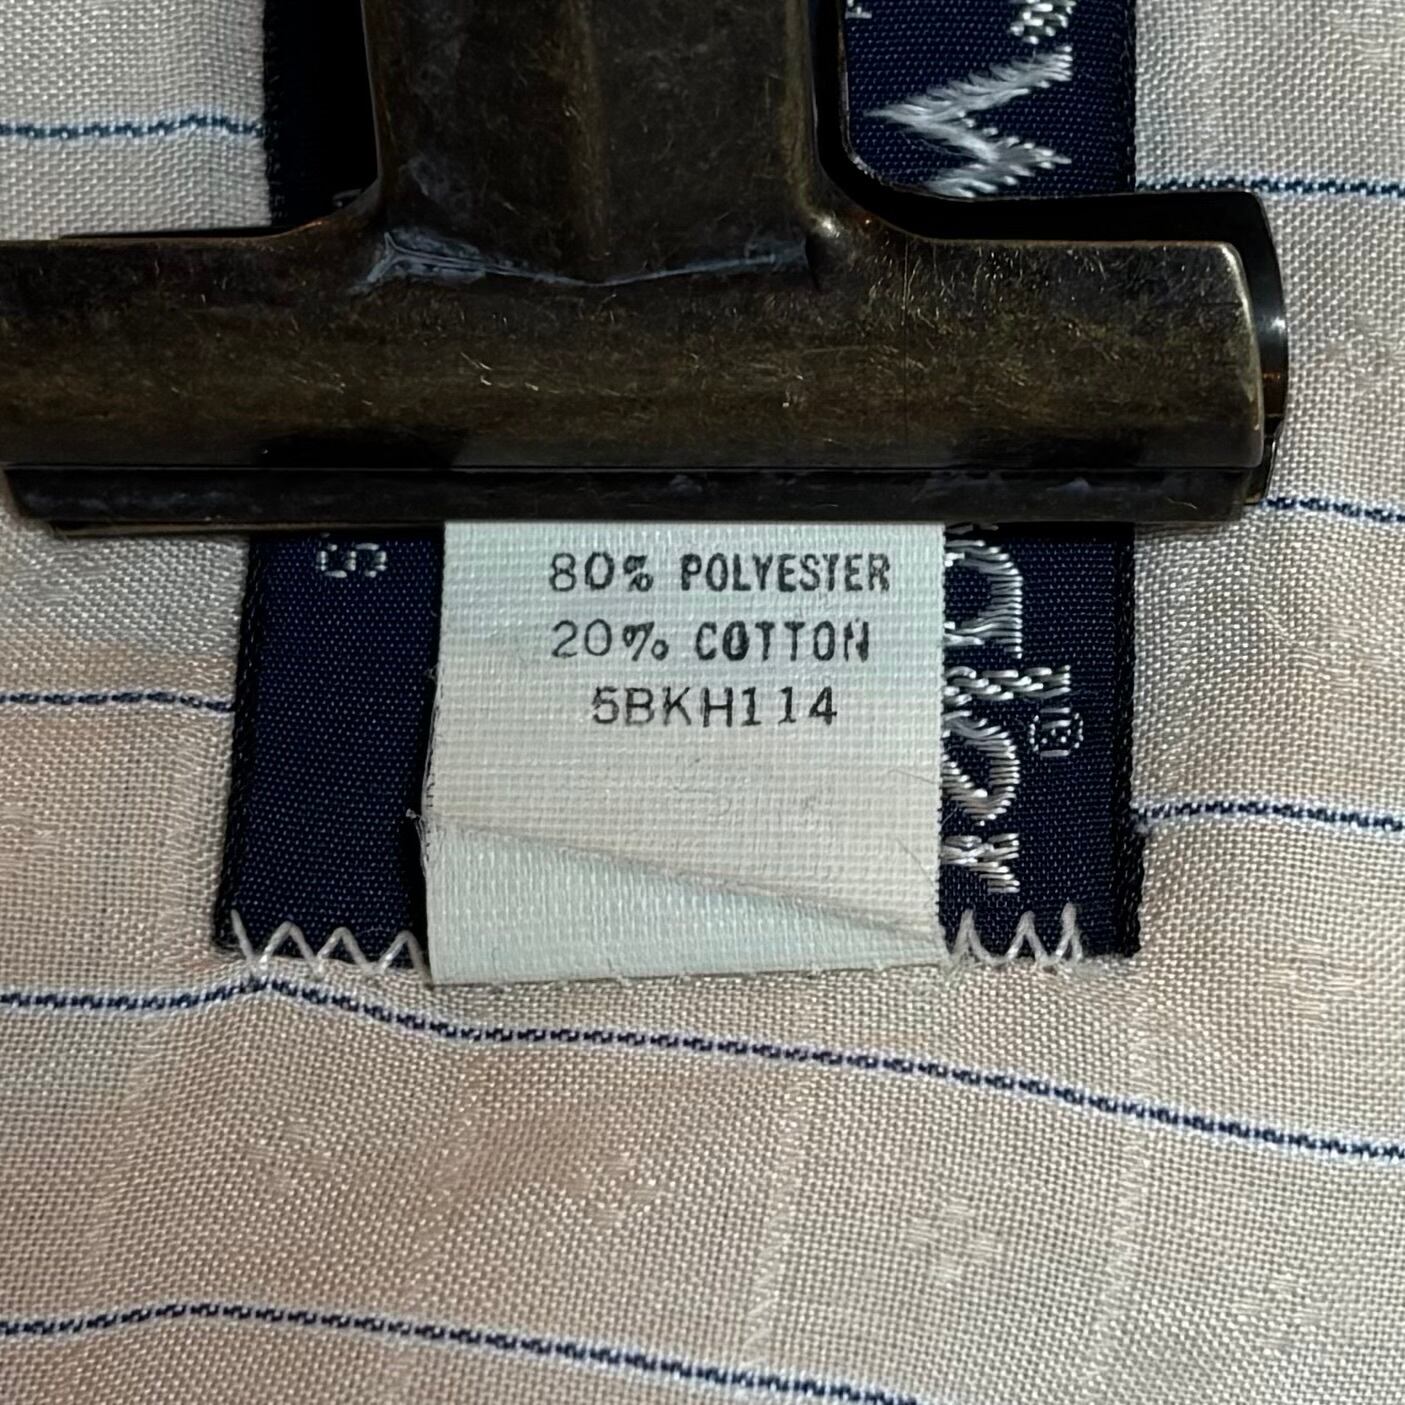 80% POLYESTER
20% COTTON
5BKH114